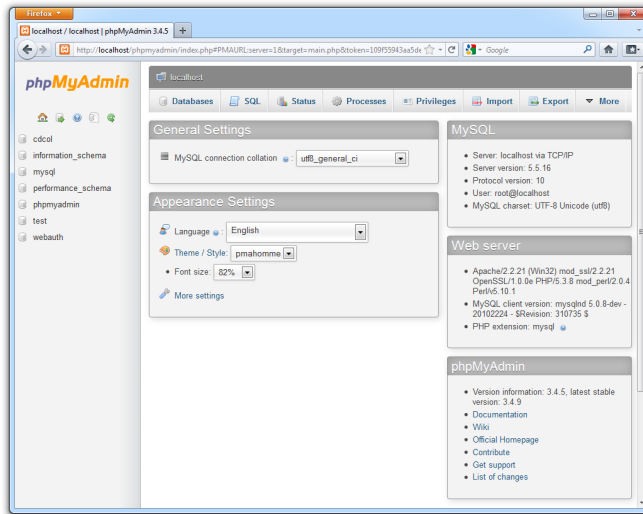 Firefox
localhost / localhost | phpMyAdmin 3.4.5
http://localhost/phpmyadmin/index.php#PMAURL:server=1&target=main.php&token=109f55943aa5de
Google
phpMyAdmin
cdcol
information_schema
mysql
performance_schema
phpmyadmin
test
webauth
localhost
Databases SQL Status Processes Privileges Import Export More
General Settings
MySQL connection collation : utf8_general_ci
Appearance Settings
Language : English
Theme / Style: pmahomme
Font size: 82%
More settings
MySQL
Server: localhost via TCP/IP
Server version: 5.5.16
Protocol version: 10
User: root@localhost
MySQL charset: UTF-8 Unicode (utf8)
Web server
Apache/2.2.21 (Win32) mod_ssl/2.2.21
OpenSSL/1.0.0e PHP/5.3.8 mod_perl/2.0.4
Perl/v5.10.1
MySQL client version: mysqlnd 5.0.8-dev -
20102224 - $Revision: 310735 $
PHP extension: mysql
phpMyAdmin
Version information: 3.4.5, latest stable
version: 3.4.9
Documentation
Wiki
Official Homepage
Contribute
Get support
List of changes